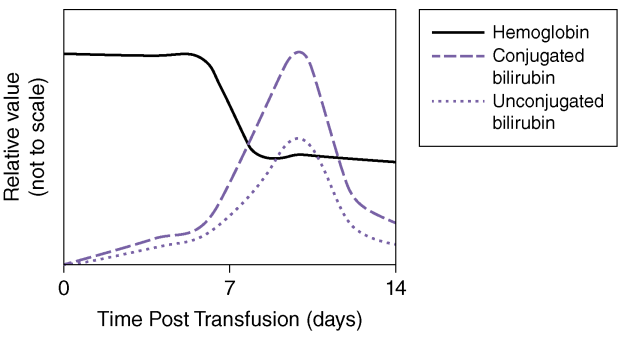 Relative value
(not to scale)
0
7
14
Time Post Transfusion (days)
Hemoglobin
Conjugated
bilirubin
Unconjugated
bilirubin